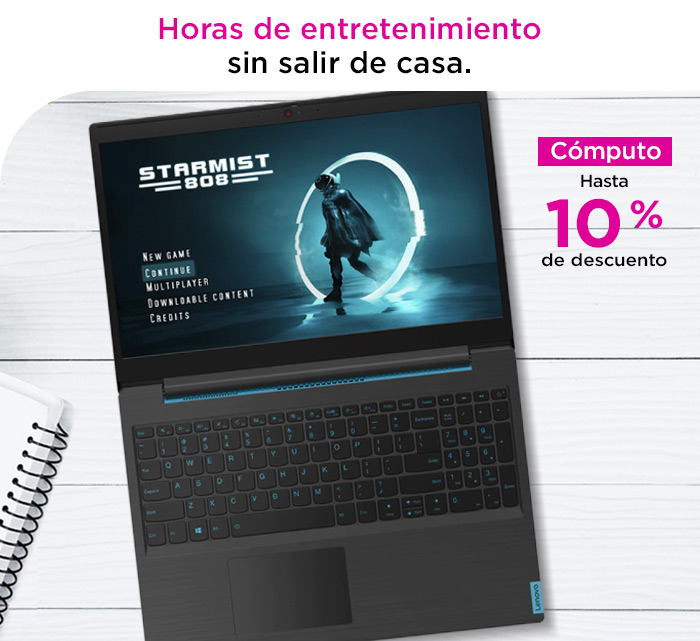 Horas de entretenimiento
sin salir de casa.
Cómputo
Hasta
10%
de descuento
STARMIST
808
NEW GAME
CONTINUE
MULTIPLAYER
DOWNLOADABLE CONTENT
CREDITS
Q W E R T Y U I O P
A S D F G H J K L
Z X C V B N M
Lenovo